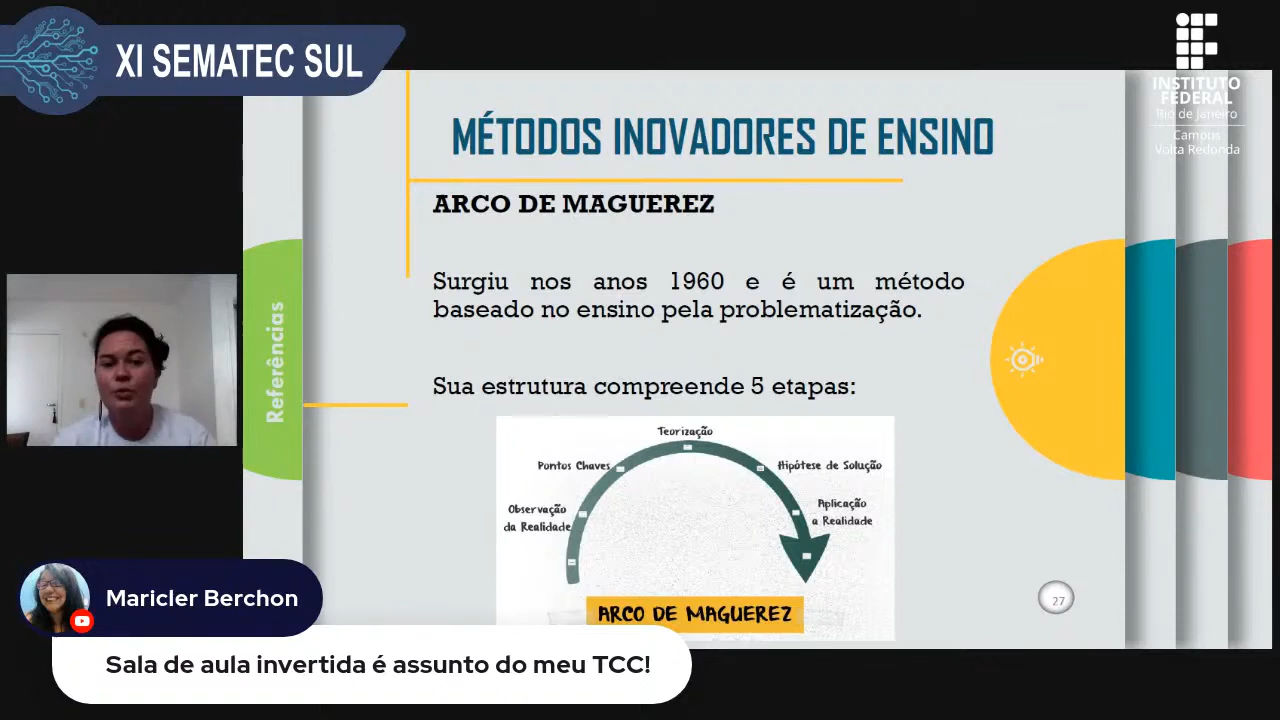 XI SEMATEC SUL
INSTITUTO
FEDERAL
Rio de Janeiro
Campus
Volta Redonda
MÉTODOS INOVADORES DE ENSINO
ARCO DE MAGUEREZ
Surgiu nos anos 1960 e é um método
baseado no ensino pela problematização.
Sua estrutura compreende 5 etapas:
Referências
Teorização
Pontos Chaves
Hipótese de Solução
Observação
da Realidade
Aplicação
a Realidade
ARCO DE MAGUEREZ
27
Maricler Berchon
Sala de aula invertida é assunto do meu TCC!